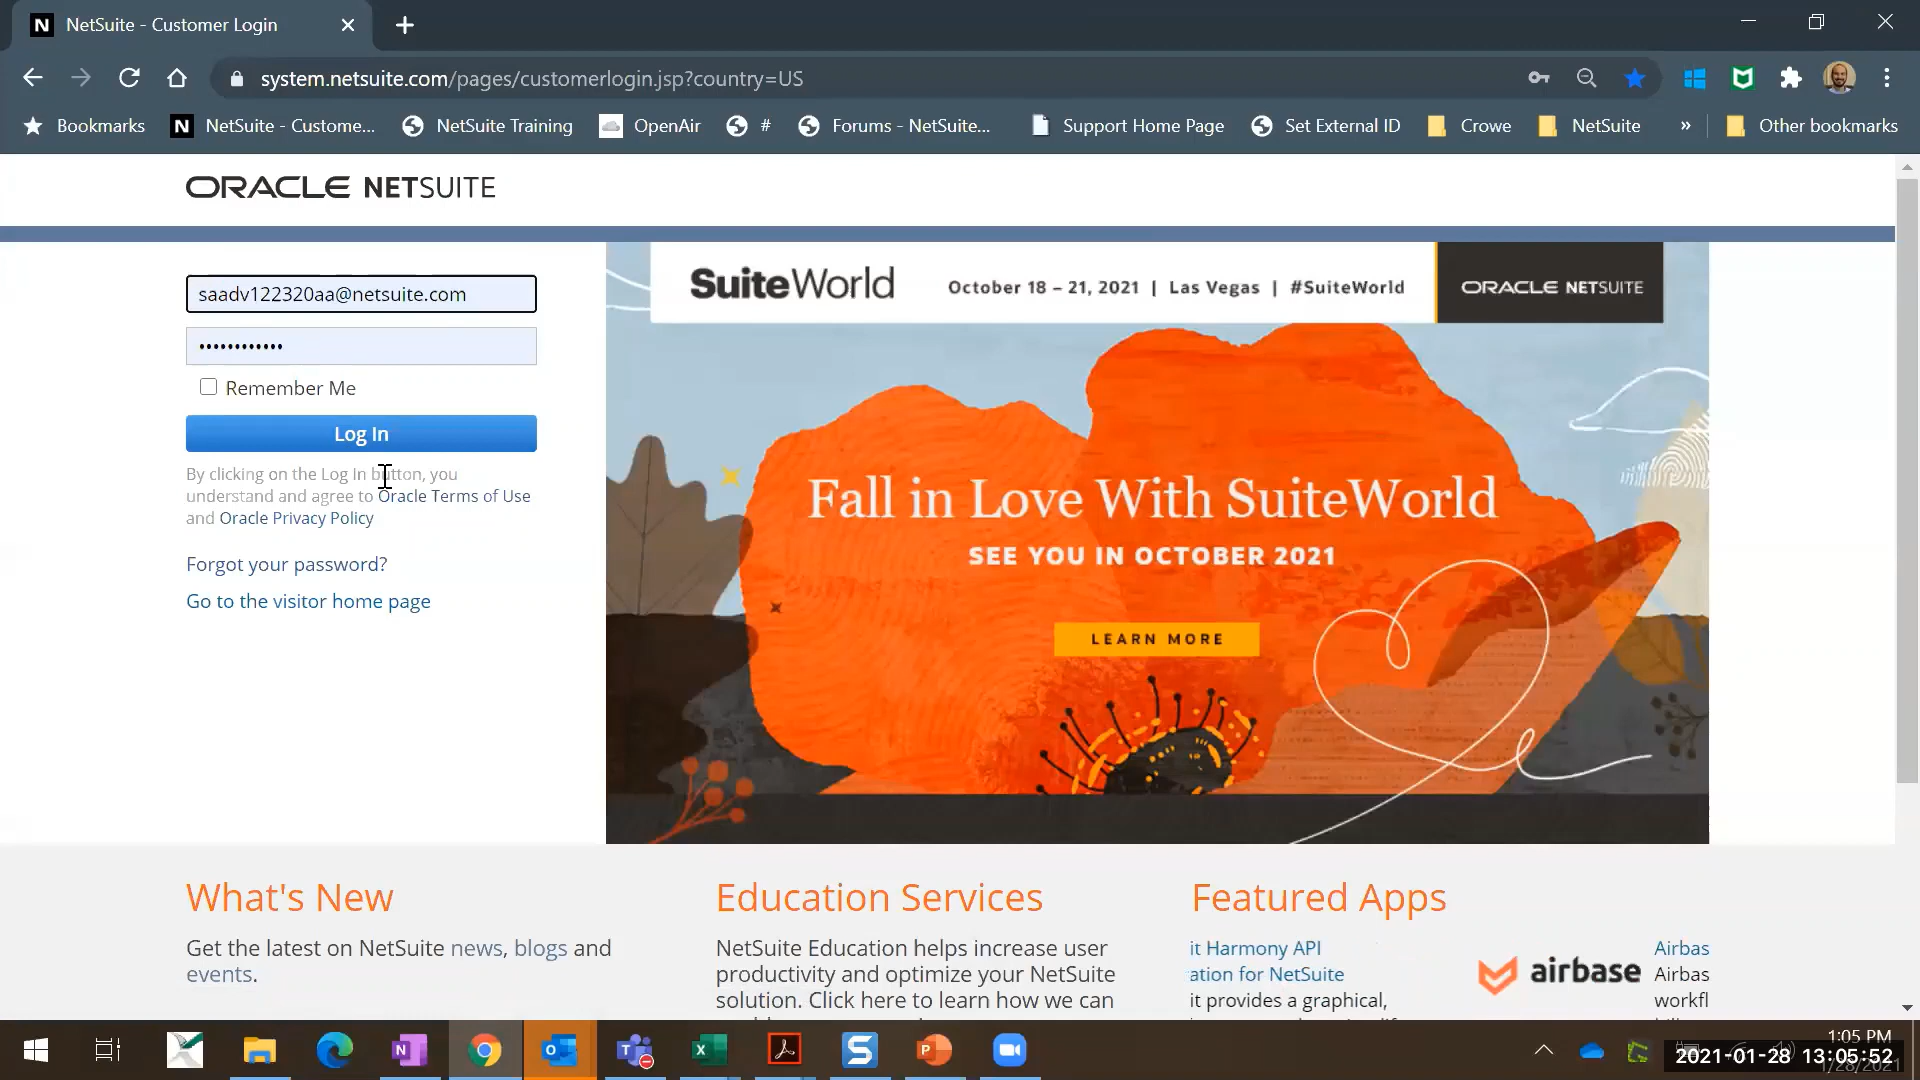 NetSuite - Customer Login
system.netsuite.com/pages/customerlogin.jsp?country=US
Bookmarks
NetSuite - Custome...
NetSuite Training
OpenAir
#
Forums - NetSuite...
Support Home Page
Set External ID
Crowe
NetSuite
»
Other bookmarks
ORACLE NETSUITE
saadv122320aa@netsuite.com
••••••••••••
Remember Me
Log In
By clicking on the Log In button, you
understand and agree to Oracle Terms of Use
and Oracle Privacy Policy
Forgot your password?
Go to the visitor home page
SuiteWorld
October 18 – 21, 2021 | Las Vegas | #SuiteWorld
ORACLE NETSUITE
Fall in Love With SuiteWorld
SEE YOU IN OCTOBER 2021
LEARN MORE
What's New
Get the latest on NetSuite news, blogs and
events.
Education Services
NetSuite Education helps increase user
productivity and optimize your NetSuite
solution. Click here to learn how we can
Featured Apps
it Harmony API
ation for NetSuite
it provides a graphical,
airbase
Airbas
Airbas
workfl
1:05 PM
2021-01-28 13:05:52